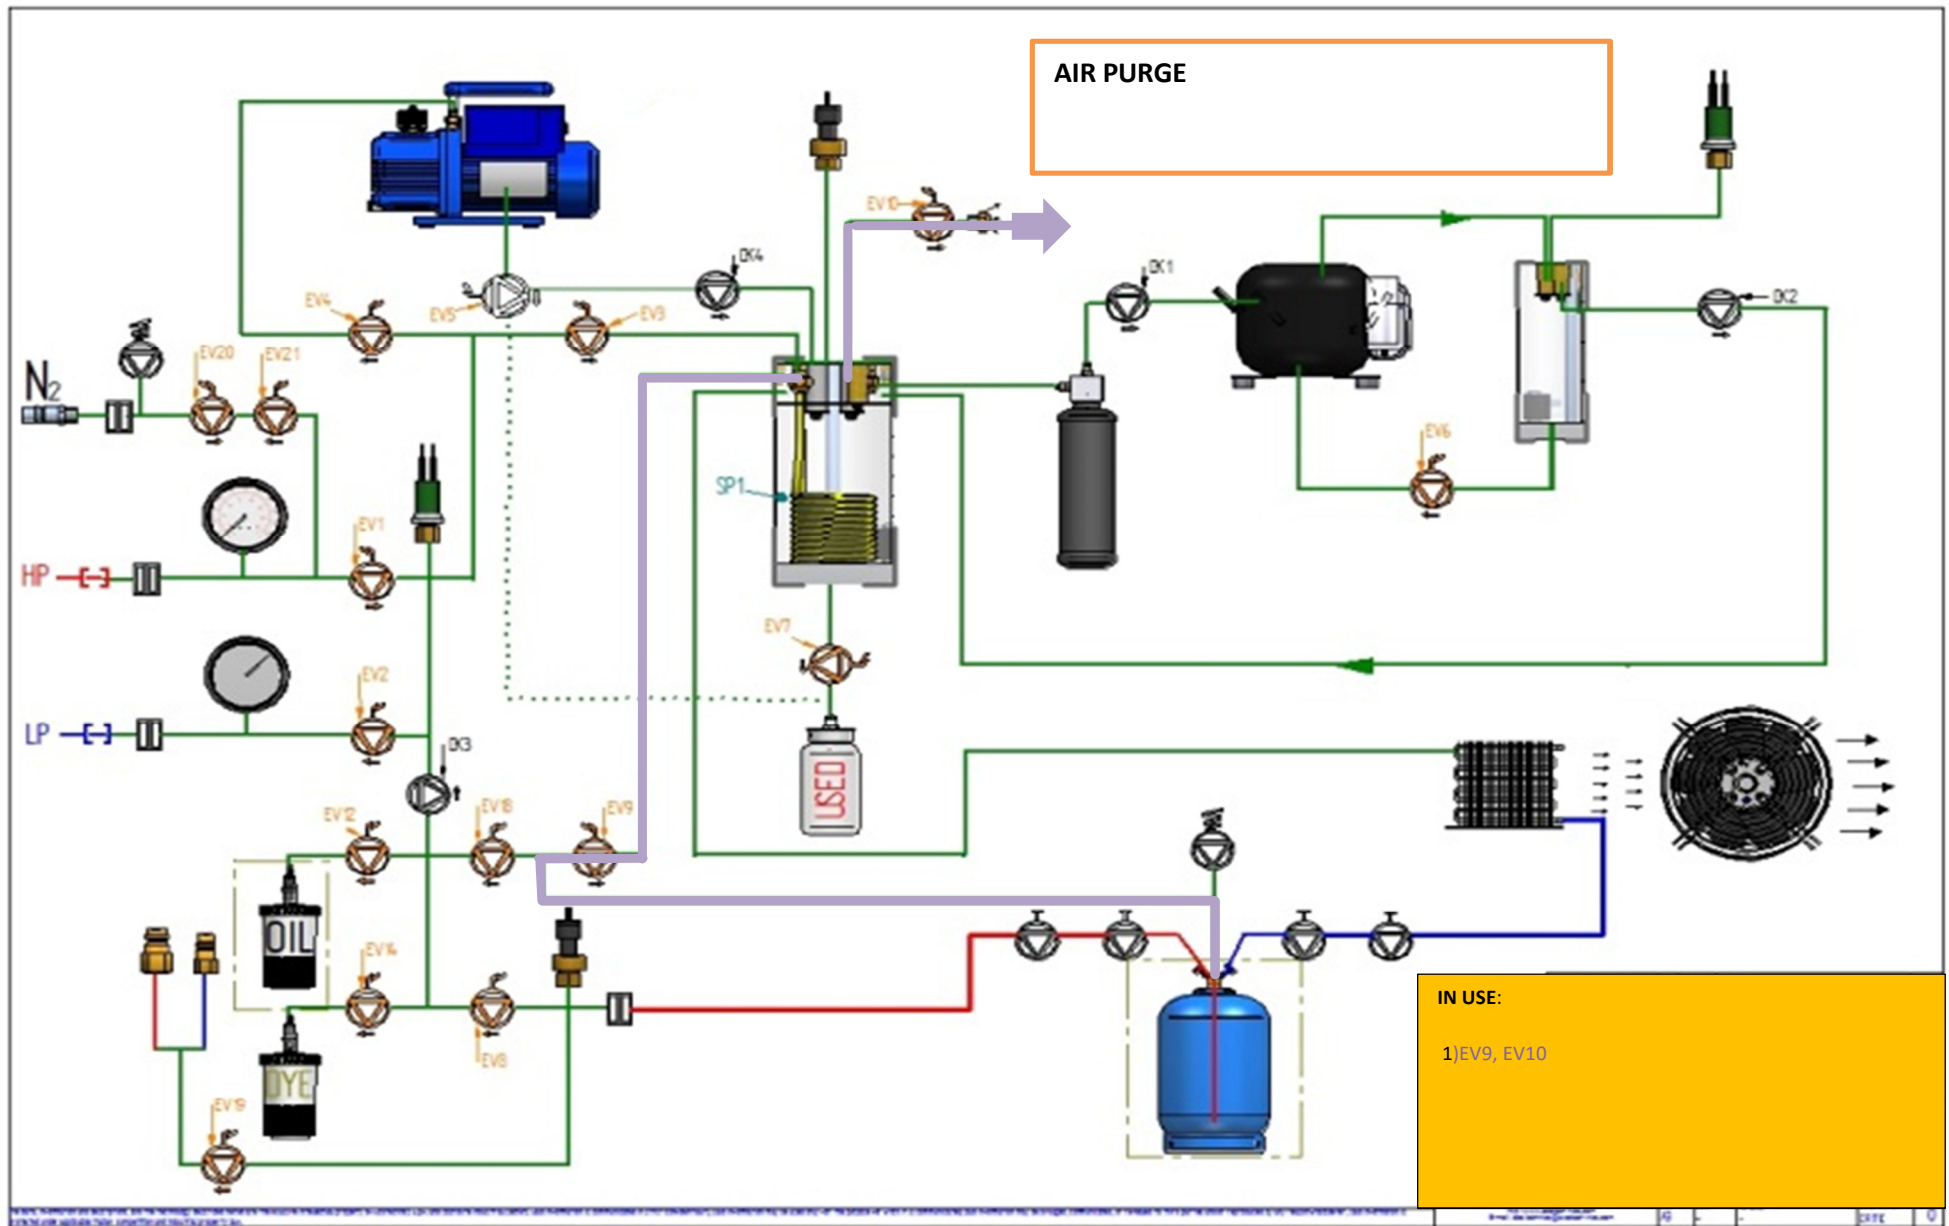 AIR PURGE
EV10
CK4
CK1
EV4
EV5
EV3
CK2
EV20
EV21
N2
EV6
SP1
EV1
HP
EV7
EV2
LP
CK3
USED
EV12
EV18
EV9
OIL
EV14
IN USE:
1)EV9, EV10
EV8
DYE
EV19